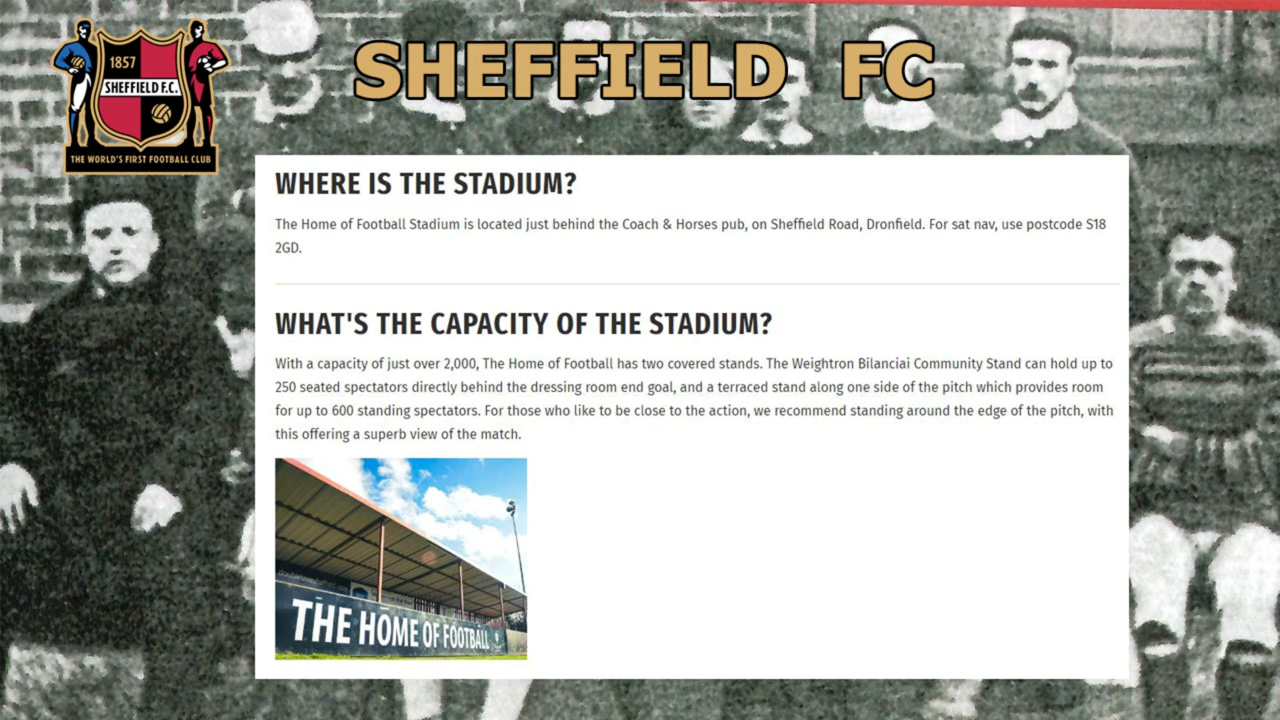 1857
SHEFFIELD F.C.
THE WORLD'S FIRST FOOTBALL CLUB
SHEFFIELD FC
WHERE IS THE STADIUM?
The Home of Football Stadium is located just behind the Coach & Horses pub, on Sheffield Road, Dronfield. For sat nav, use postcode S18
2GD.
WHAT'S THE CAPACITY OF THE STADIUM?
With a capacity of just over 2,000, The Home of Football has two covered stands. The Weightron Bilanciai Community Stand can hold up to
250 seated spectators directly behind the dressing room end goal, and a terraced stand along one side of the pitch which provides room
for up to 600 standing spectators. For those who like to be close to the action, we recommend standing around the edge of the pitch, with
this offering a superb view of the match.
THE HOME OF FOOTBALL